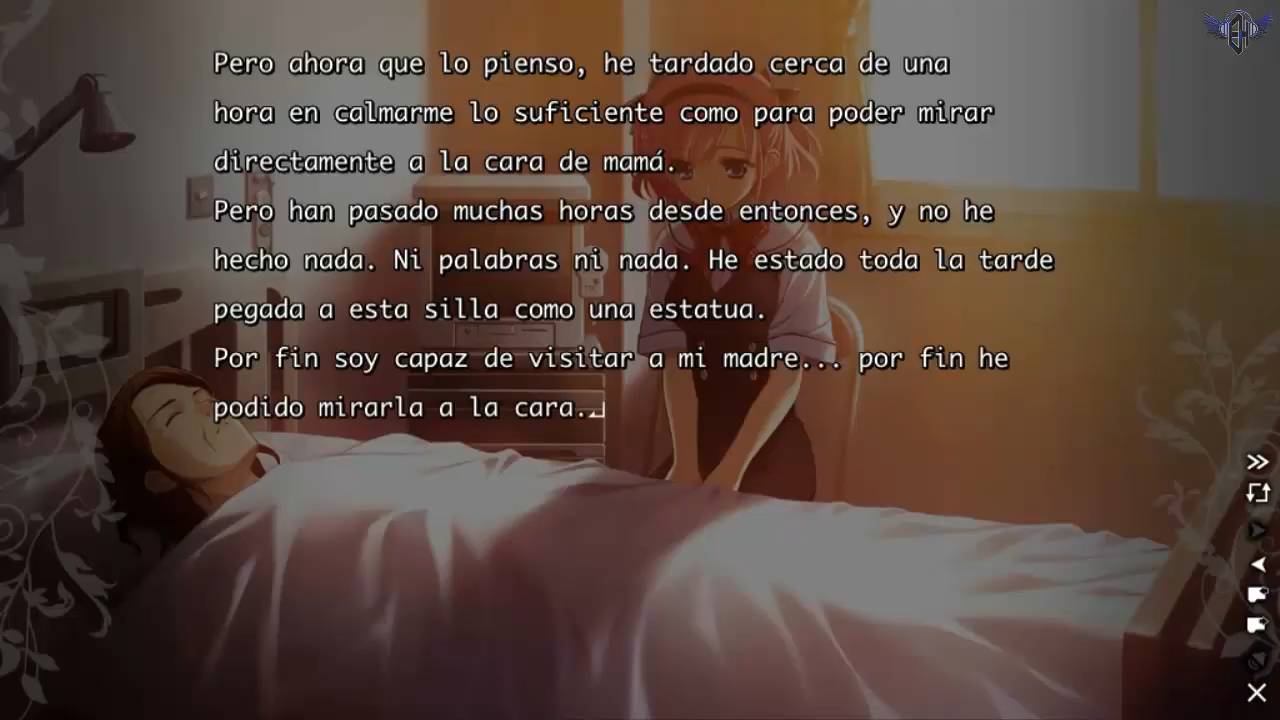 Pero ahora que lo pienso, he tardado cerca de una
hora en calmarme lo suficiente como para poder mirar
directamente a la cara de mamá.
Pero han pasado muchas horas desde entonces, y no he
hecho nada. Ni palabras ni nada. He estado toda la tarde
pegada a esta silla como una estatua.
Por fin soy capaz de visitar a mi madre... por fin he
podido mirarla a la cara.